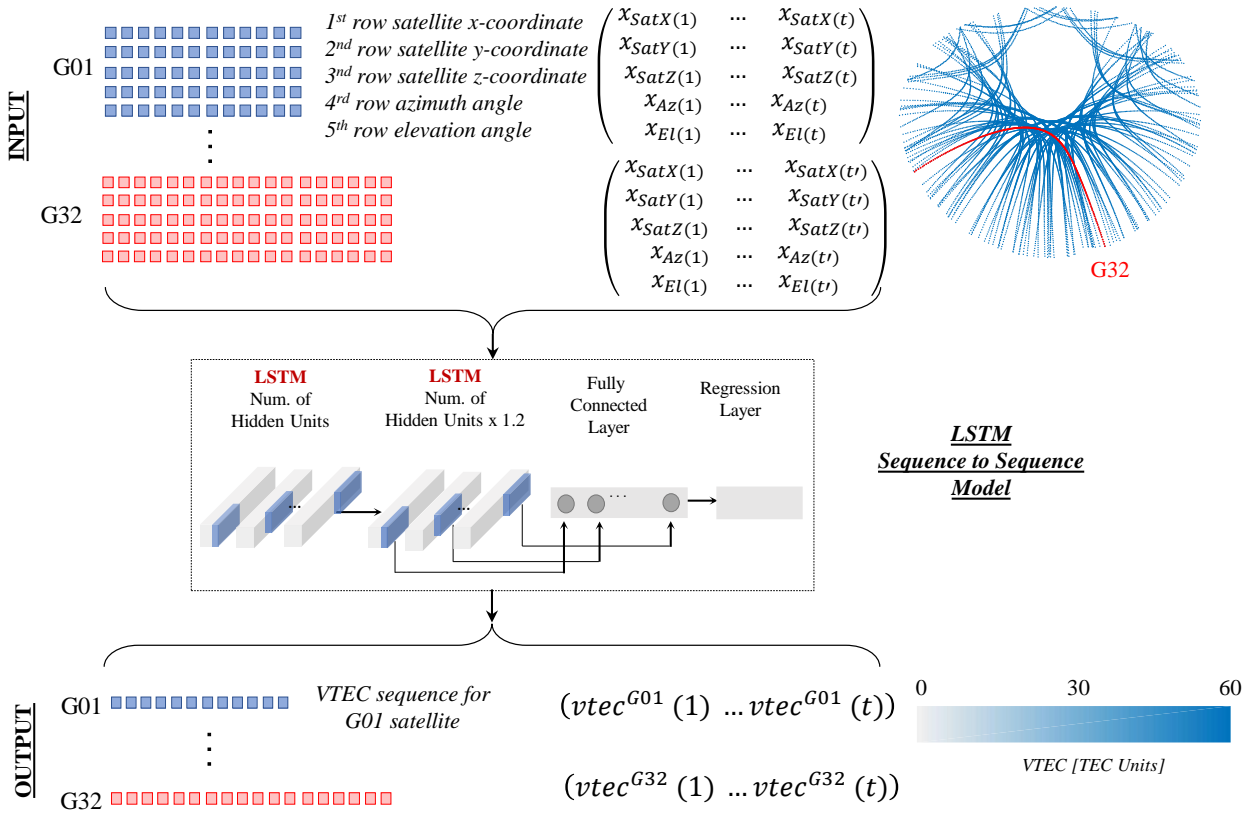 INPUT
G01
⋮
G32
1st row satellite x-coordinate
2nd row satellite y-coordinate
3nd row satellite z-coordinate
4rd row azimuth angle
5th row elevation angle
x_SatX(1) ... x_SatX(t)
x_SatY(1) ... x_SatY(t)
x_SatZ(1) ... x_SatZ(t)
x_Az(1) ... x_Az(t)
x_El(1) ... x_El(t)
x_SatX(1) ... x_SatX(t′)
x_SatY(1) ... x_SatY(t′)
x_SatZ(1) ... x_SatZ(t′)
x_Az(1) ... x_Az(t′)
x_El(1) ... x_El(t′)
G32
LSTM
Num. of
Hidden Units
LSTM
Num. of
Hidden Units x 1.2
Fully
Connected
Layer
Regression
Layer
...
...
...
LSTM
Sequence to Sequence
Model
OUTPUT
G01
⋮
G32
VTEC sequence for
G01 satellite
(vtec^G01 (1) ... vtec^G01 (t))
(vtec^G32 (1) ... vtec^G32 (t))
0 30 60
VTEC [TEC Units]